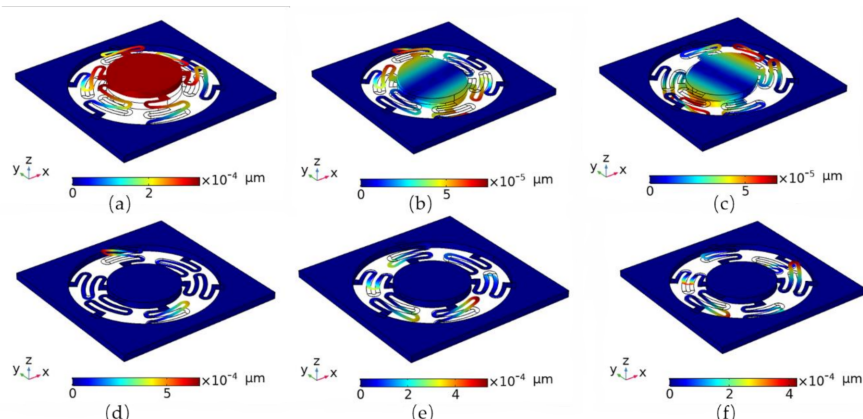 z
y x
0 2 ×10⁻⁴ µm
(a)
z
y x
0 5 ×10⁻⁵ µm
(b)
z
y x
0 5 ×10⁻⁵ µm
(c)
z
y x
0 5 ×10⁻⁴ µm
(d)
z
y x
0 2 4 ×10⁻⁴ µm
(e)
z
y x
0 2 4 ×10⁻⁴ µm
(f)